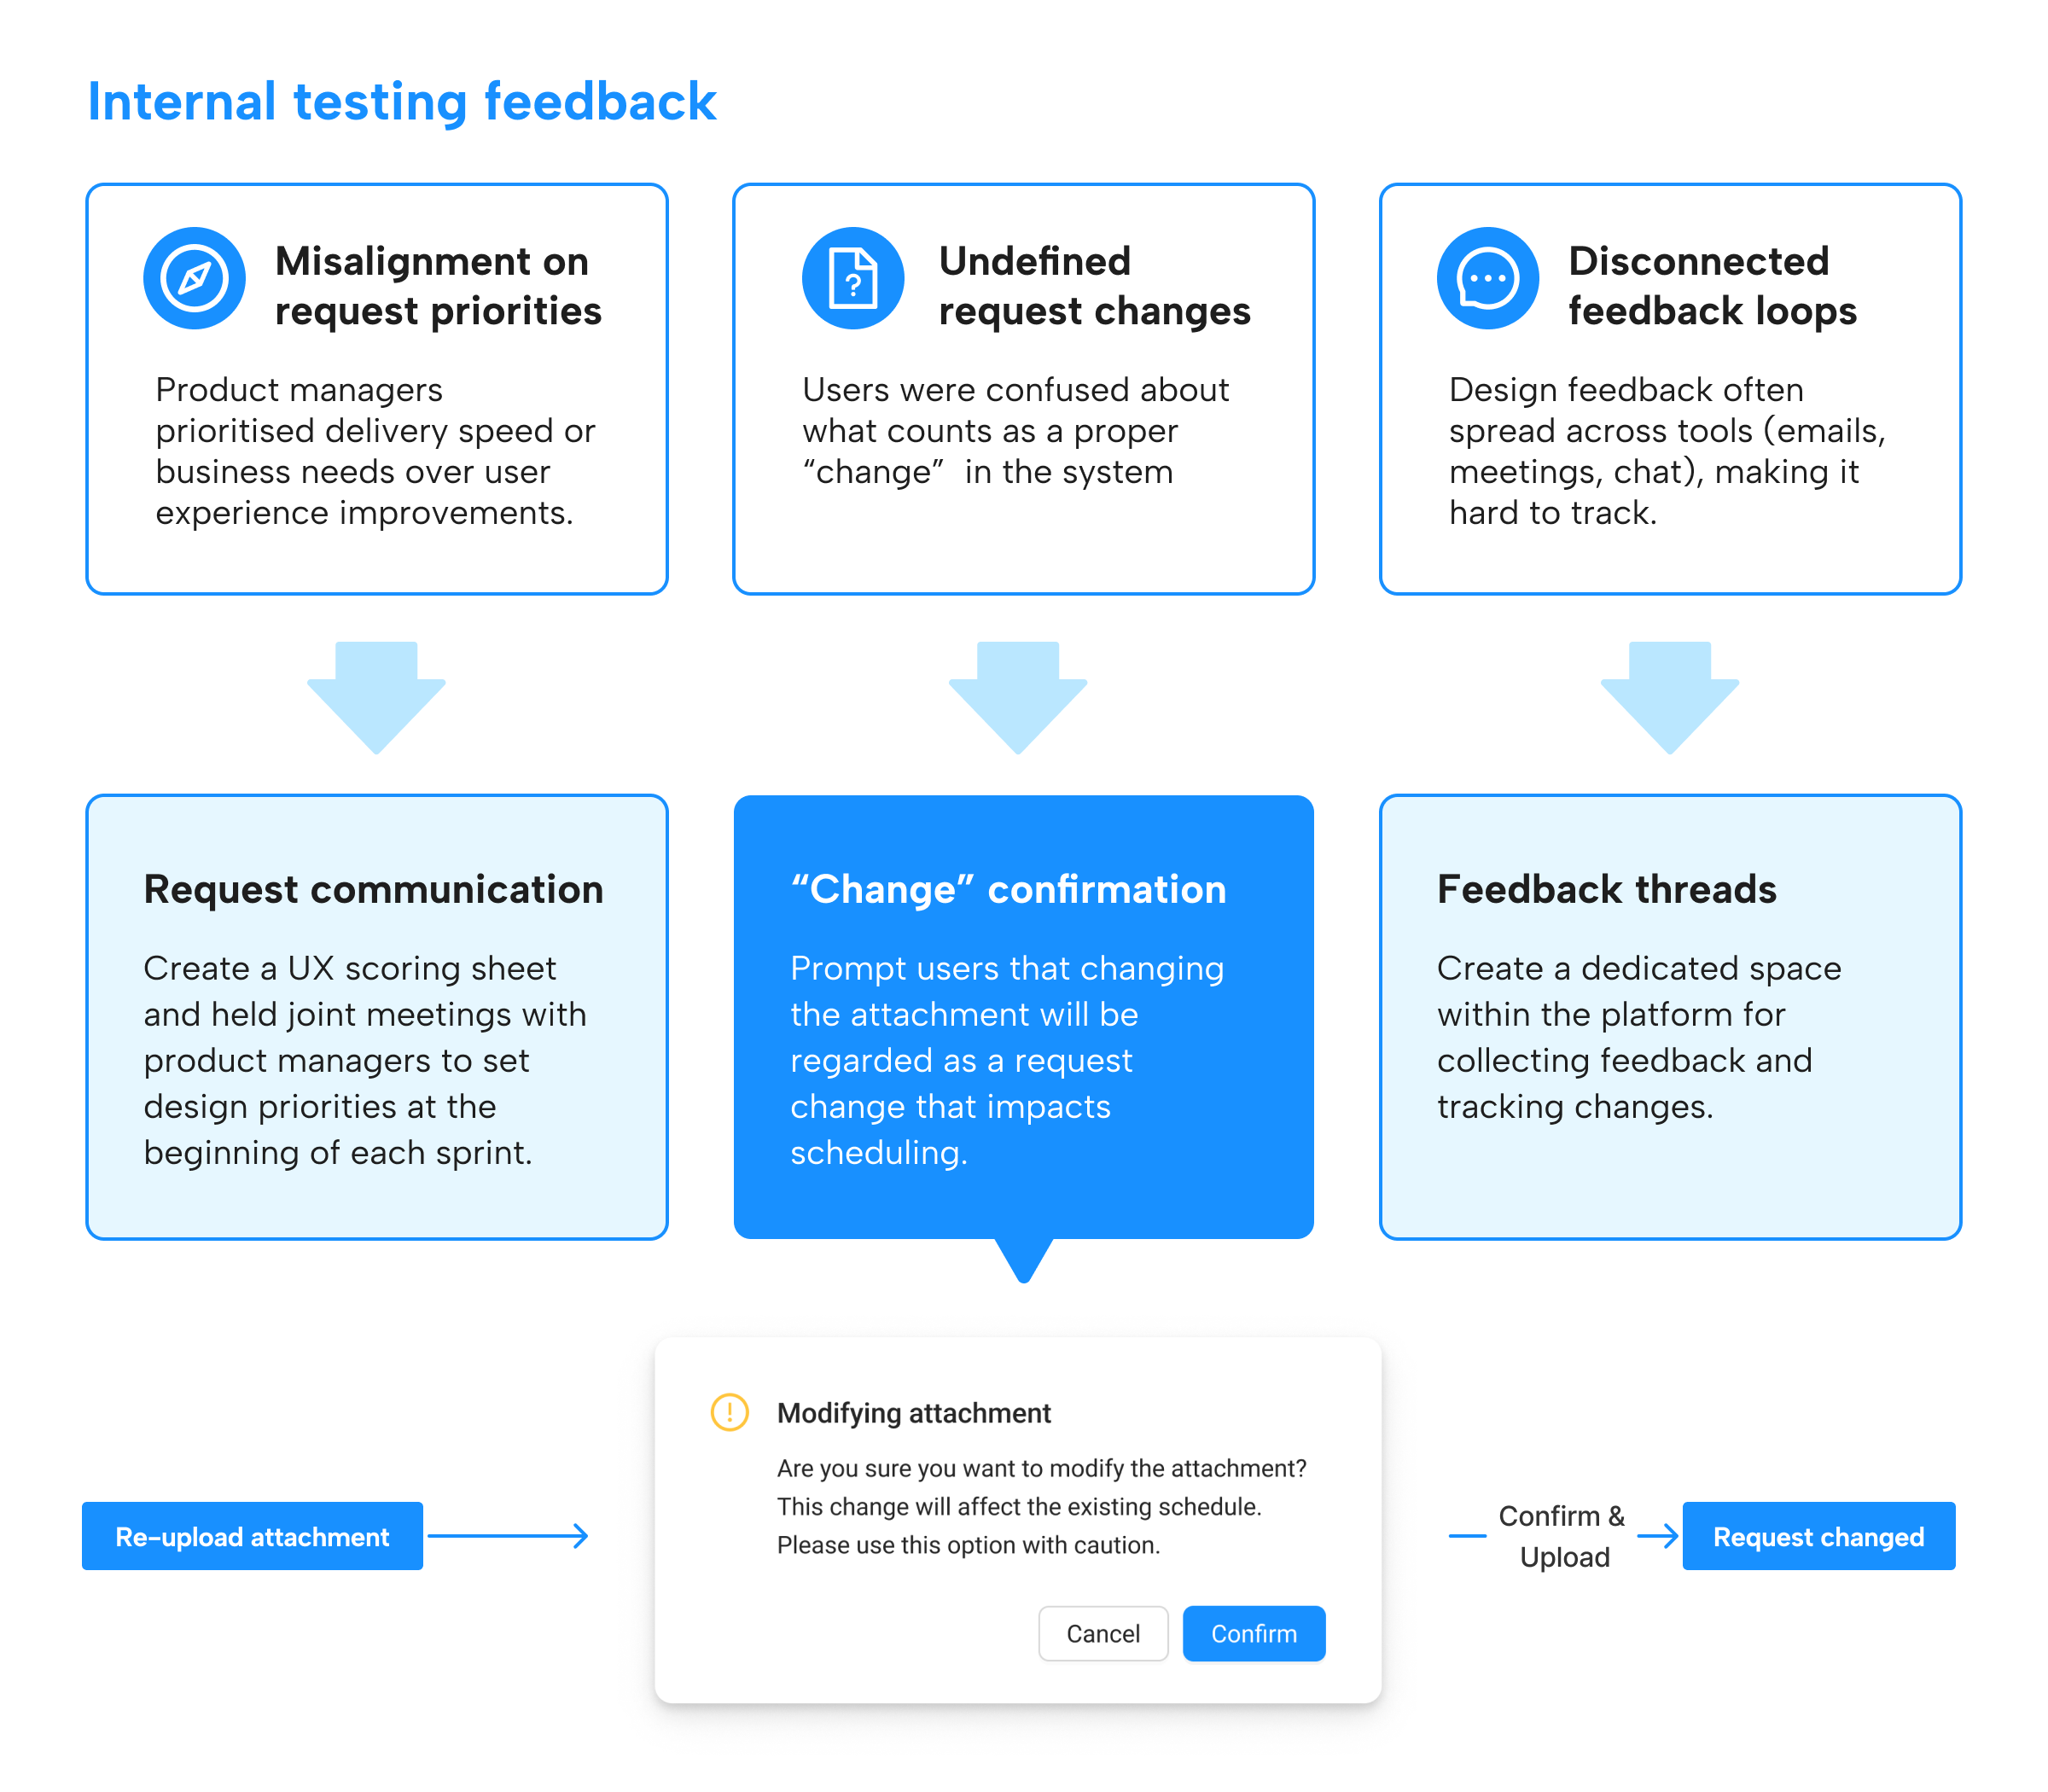 Internal testing feedback
Misalignment on
request priorities
Product managers
prioritised delivery speed or
business needs over user
experience improvements.
Undefined
request changes
Users were confused about
what counts as a proper
“change”  in the system
Disconnected
feedback loops
Design feedback often
spread across tools (emails,
meetings, chat), making it
hard to track.
Request communication
Create a UX scoring sheet
and held joint meetings with
product managers to set
design priorities at the
beginning of each sprint.
“Change” confirmation
Prompt users that changing
the attachment will be
regarded as a request
change that impacts
scheduling.
Feedback threads
Create a dedicated space
within the platform for
collecting feedback and
tracking changes.
Re-upload attachment
Modifying attachment
Are you sure you want to modify the attachment?
This change will affect the existing schedule.
Please use this option with caution.
Cancel
Confirm
Confirm &
Upload
Request changed